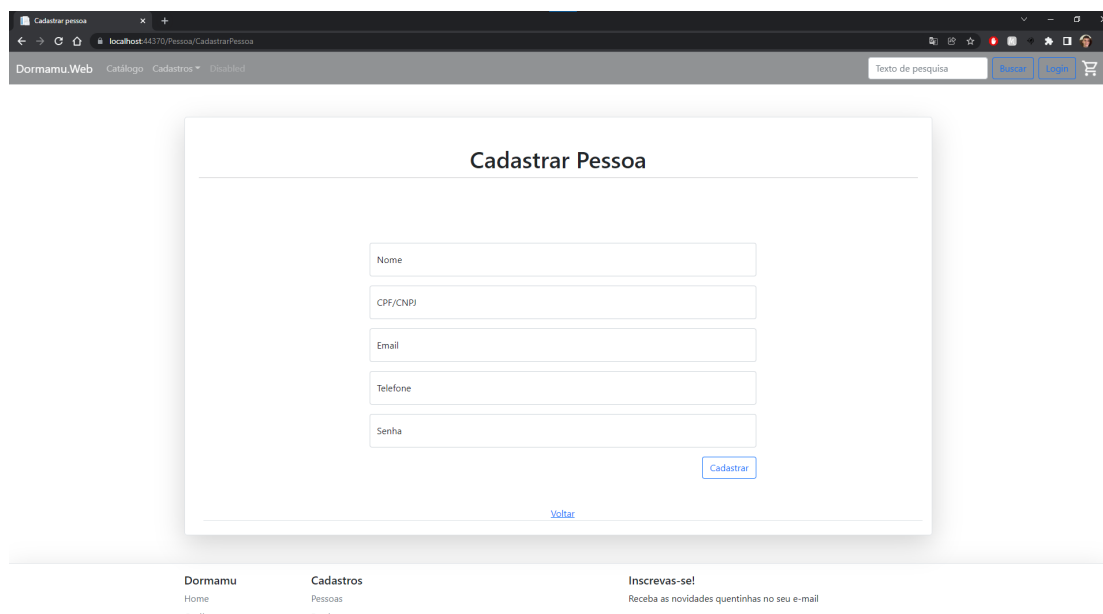 Cadastrar pessoa
localhost:44370/Pessoa/CadastrarPessoa
Dormamu.Web Catálogo Cadastros Disabled Texto de pesquisa Buscar Login
Cadastrar Pessoa
Nome
CPF/CNPJ
Email
Telefone
Senha
Cadastrar
Voltar
Dormamu Cadastros Inscrevas-se!
Home Pessoas Receba as novidades quentinhas no seu e-mail